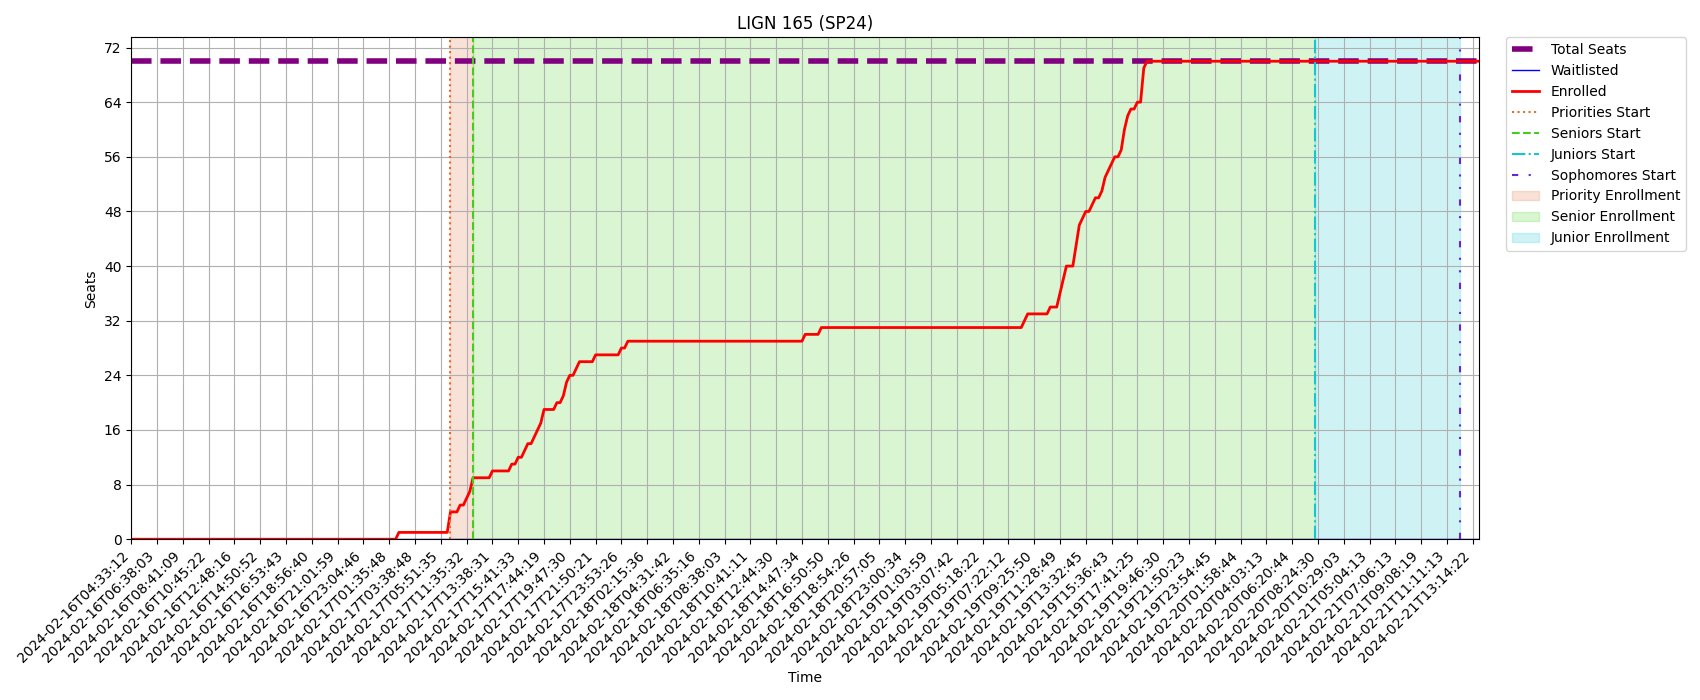 LIGN 165 (SP24)
72
64
56
48
40
32
24
16
8
0
Seats
2024-02-16T04:33:12
2024-02-16T06:38:03
2024-02-16T08:41:09
2024-02-16T10:45:22
2024-02-16T12:48:16
2024-02-16T14:50:52
2024-02-16T16:53:43
2024-02-16T18:56:40
2024-02-16T21:01:59
2024-02-16T23:04:46
2024-02-17T01:35:48
2024-02-17T03:38:48
2024-02-17T05:51:35
2024-02-17T11:35:32
2024-02-17T13:38:31
2024-02-17T15:41:33
2024-02-17T17:44:19
2024-02-17T19:47:30
2024-02-17T21:50:21
2024-02-17T23:53:26
2024-02-18T02:15:36
2024-02-18T04:31:42
2024-02-18T06:35:16
2024-02-18T08:38:03
2024-02-18T10:41:11
2024-02-18T12:44:30
2024-02-18T14:47:34
2024-02-18T16:50:50
2024-02-18T18:54:26
2024-02-18T20:57:05
2024-02-18T23:00:34
2024-02-19T01:03:59
2024-02-19T03:07:42
2024-02-19T05:18:22
2024-02-19T07:22:12
2024-02-19T09:25:50
2024-02-19T11:28:49
2024-02-19T13:32:45
2024-02-19T15:36:43
2024-02-19T17:41:25
2024-02-19T19:46:30
2024-02-19T21:50:23
2024-02-19T23:54:45
2024-02-20T01:58:44
2024-02-20T04:03:13
2024-02-20T06:20:44
2024-02-20T08:24:30
2024-02-20T10:29:03
2024-02-21T05:04:13
2024-02-21T07:06:13
2024-02-21T09:08:19
2024-02-21T11:11:13
2024-02-21T13:14:22
Time
Total Seats
Waitlisted
Enrolled
Priorities Start
Seniors Start
Juniors Start
Sophomores Start
Priority Enrollment
Senior Enrollment
Junior Enrollment